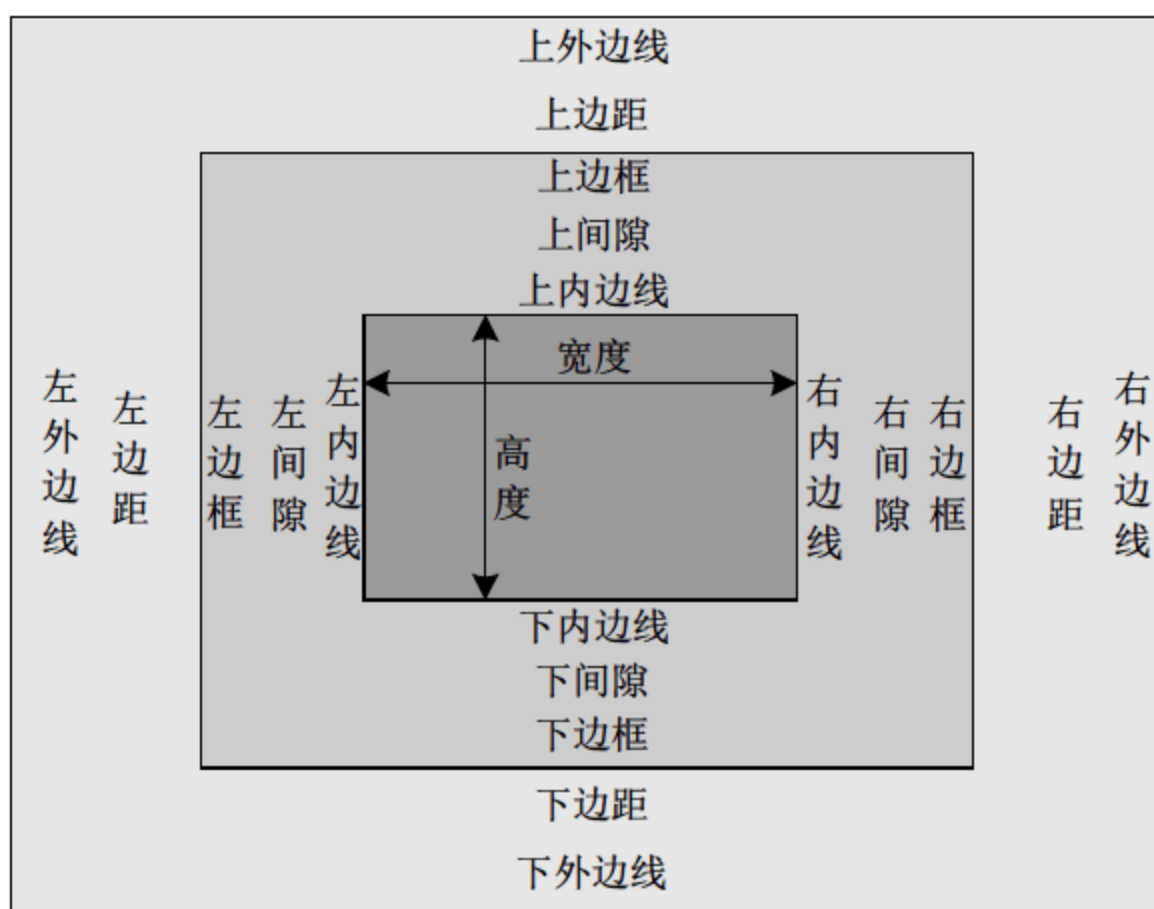 上外边线
上边距
上边框
上间隙
上内边线
宽度
左外边线
左边距
左边框
左间隙
左内边线
高度
右内边线
右间隙
右边框
右边距
右外边线
下内边线
下间隙
下边框
下边距
下外边线